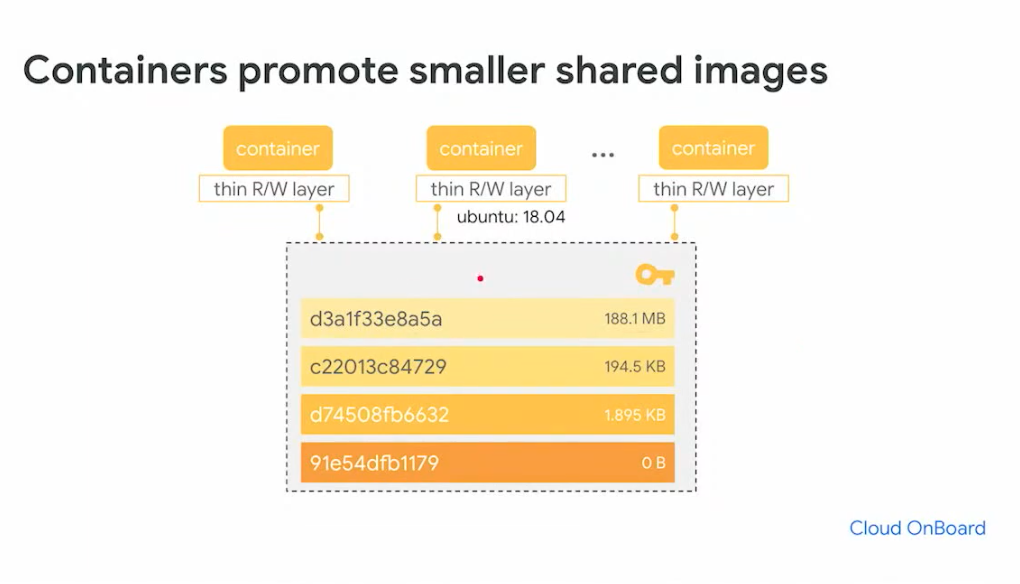 Containers promote smaller shared images
container
container
...
container
thin R/W layer
thin R/W layer
thin R/W layer
ubuntu: 18.04
d3a1f33e8a5a 188.1 MB
c22013c84729 194.5 KB
d74508fb6632 1.895 KB
91e54dfb1179 0 B
Cloud OnBoard